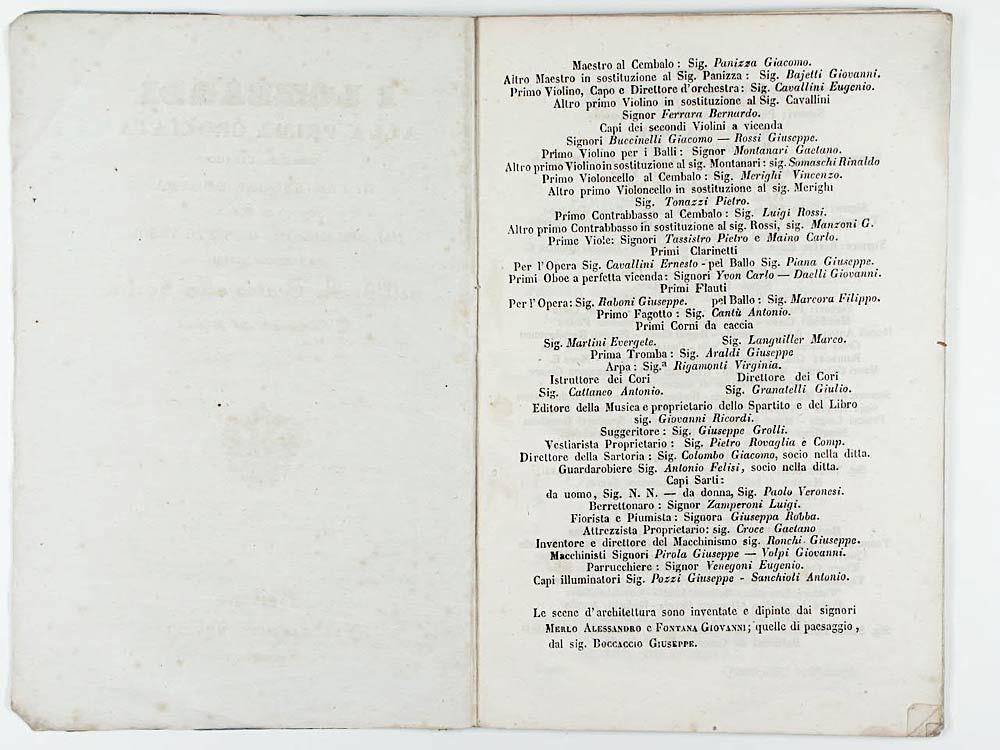 Maestro al Cembalo: Sig. Panizza Giacomo.
Altro Maestro in sostituzione al Sig. Panizza: Sig. Bajetti Giovanni.
Primo Violino, Capo e Direttore d'orchestra: Sig. Cavallini Eugenio.
Altro primo Violino in sostituzione al Sig. Cavallini
Signor Ferrara Bernardo.
Capi dei secondi Violini a vicenda
Signori Buccinelli Giacomo — Rossi Giuseppe.
Primo Violino per i Balli: Signor Montanari Gaetano.
Altro primo Violino in sostituzione al sig. Montanari: sig. Somaschi Rinaldo
Primo Violoncello al Cembalo: Sig. Merighi Vincenzo.
Altro primo Violoncello in sostituzione al sig. Merighi
Sig. Tonazzi Pietro.
Primo Contrabbasso al Cembalo: Sig. Luigi Rossi.
Altro primo Contrabbasso in sostituzione al sig. Rossi, sig. Manzoni G.
Prime Viole: Signori Tassistro Pietro e Maino Carlo.
Primi Clarinetti
Per l'Opera Sig. Cavallini Ernesto - pel Ballo Sig. Piana Giuseppe.
Primi Oboe a perfetta vicenda: Signori Yvon Carlo — Daelli Giovanni.
Primi Flauti
Per l'Opera: Sig. Raboni Giuseppe. pel Ballo: Sig. Marcora Filippo.
Primo Fagotto: Sig. Cantù Antonio.
Primi Corni da caccia
Sig. Martini Evergete. Sig. Languiller Marco.
Prima Tromba: Sig. Araldi Giuseppe
Arpa: Sig.a Rigamonti Virginia.
Istruttore dei Cori Direttore dei Cori
Sig. Cattaneo Antonio. Sig. Granatelli Giulio.
Editore della Musica e proprietario dello Spartito e del Libro
sig. Giovanni Ricordi.
Suggeritore: Sig. Giuseppe Grolli.
Vestiarista Proprietario: Sig. Pietro Rovaglia e Comp.
Direttore della Sartoria: Sig. Colombo Giacomo, socio nella ditta.
Guardarobiere Sig. Antonio Felisi, socio nella ditta.
Capi Sarti:
da uomo, Sig. N. N. — da donna, Sig. Paolo Veronesi.
Berrettonaro: Signor Zamperoni Luigi.
Fiorista e Piumista: Signora Giuseppa Robba.
Attrezzista Proprietario: sig. Croce Gaetano
Inventore e direttore del Macchinismo sig. Ronchi Giuseppe.
Macchinisti Signori Pirola Giuseppe — Volpi Giovanni.
Parrucchiere: Signor Venegoni Eugenio.
Capi illuminatori Sig. Pozzi Giuseppe - Sanchioli Antonio.
Le scene d'architettura sono inventate e dipinte dai signori
Merlo Alessandro e Fontana Giovanni; quelle di paesaggio,
dal sig. Boccaccio Giuseppe.